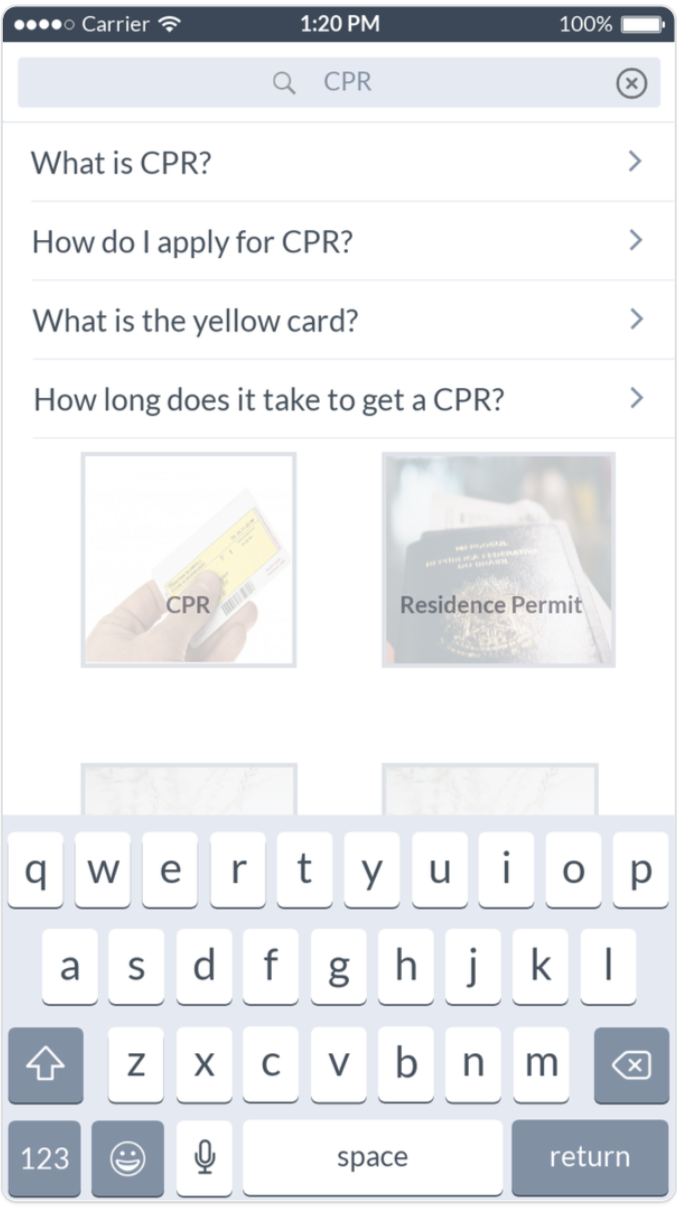 Carrier 1:20 PM 100%
CPR
What is CPR?
How do I apply for CPR?
What is the yellow card?
How long does it take to get a CPR?
CPR Residence Permit
q w e r t y u i o p
a s d f g h j k l
z x c v b n m
123 space return